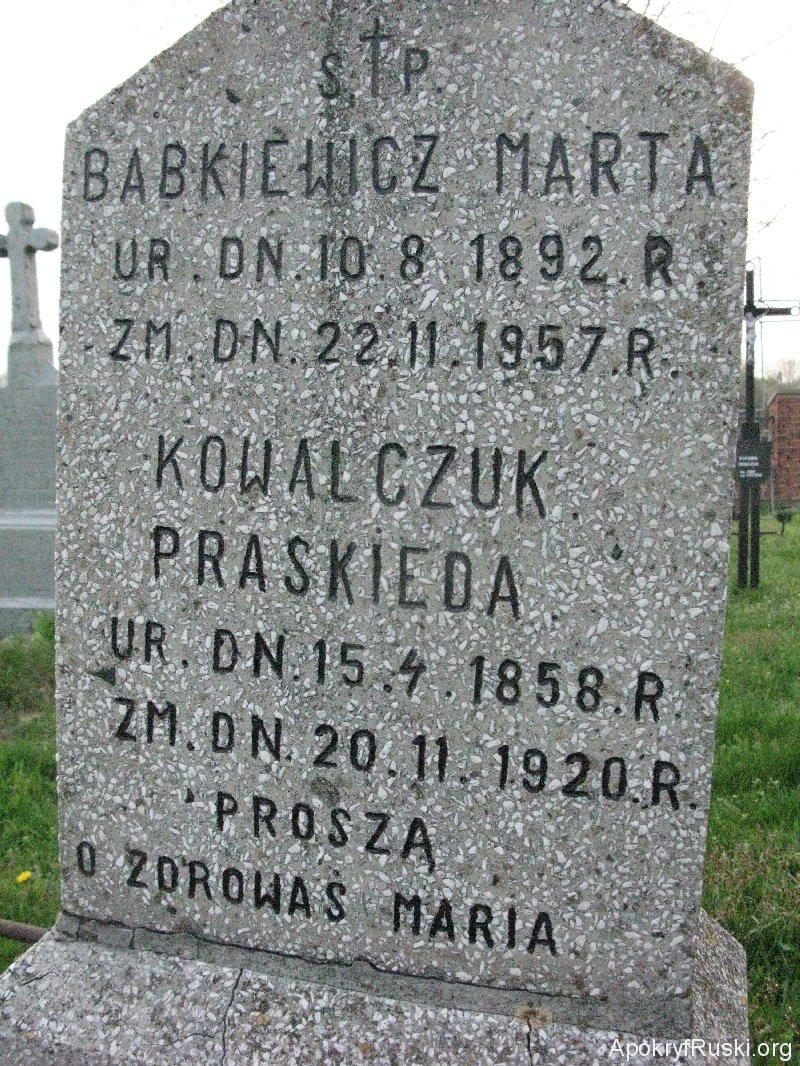 Ś. P.
BABKIEWICZ MARTA
UR. DN. 10. 8 1892. R.
ZM. DN. 22.11.1957.R.
KOWALCZUK
PRASKIEDA.
UR. DN. 15.4. 1858.R.
ZM. DN. 20.11. 1920.R.
PROSZĄ
O ZDROWAŚ MARIA
ApokryfRuski.org